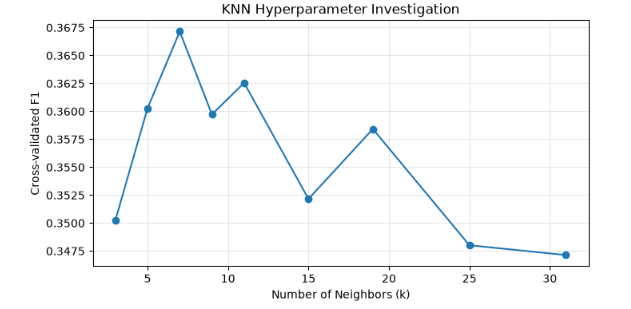 KNN Hyperparameter Investigation
0.3675
0.3650
0.3625
0.3600
0.3575
0.3550
0.3525
0.3500
0.3475
Cross-validated F1
5 10 15 20 25 30
Number of Neighbors (k)